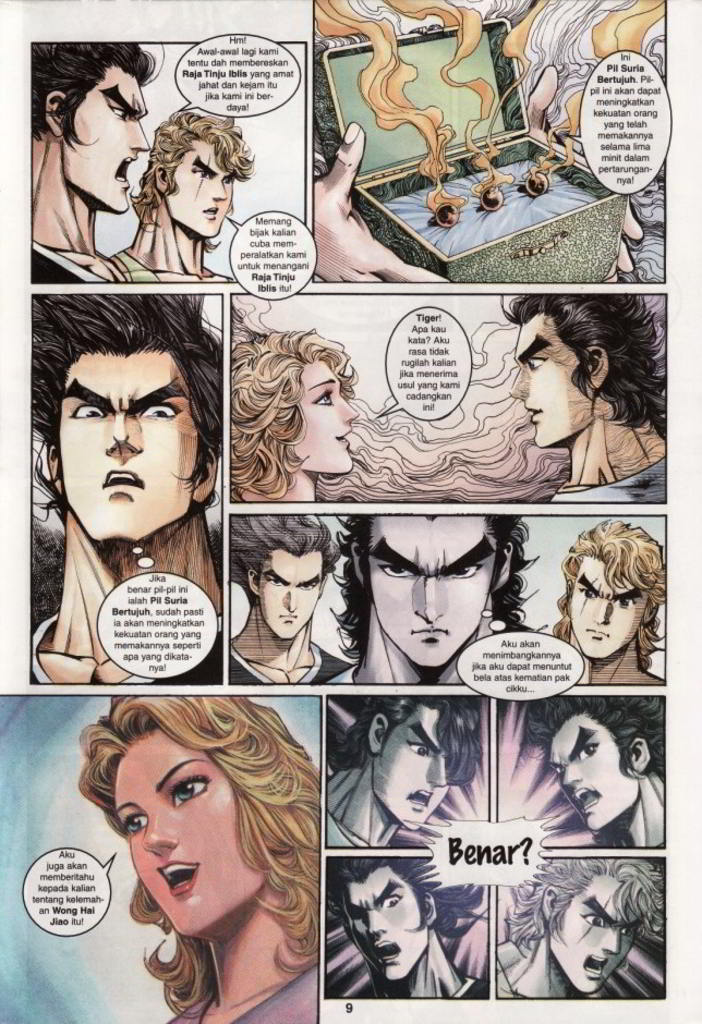 Hm!
Awal-awal lagi kami
tentu dah membereskan
Raja Tinju Iblis yang amat
jahat dan kejam itu
jika kami ini ber-
daya!
Memang
bijak kalian
cuba mem-
peralatkan kami
untuk menangani
Raja Tinju
Iblis itu!
Ini
Pil Suria
Bertujuh. Pil-
pil ini akan dapat
meningkatkan
kekuatan orang
yang telah
memakannya
selama lima
minit dalam
pertarungan-
nya!
Jika
benar pil-pil ini
ialah Pil Suria
Bertujuh, sudah pasti
ia akan meningkatkan
kekuatan orang yang
memakannya seperti
apa yang dikata-
nya!
Tiger!
Apa kau
kata? Aku
rasa tidak
rugilah kalian
jika menerima
usul yang kami
cadangkan
ini!
Aku akan
menimbangkannya
jika aku dapat menuntut
bela atas kematian pak
cikku...
Aku
juga akan
memberitahu
kepada kalian
tentang kelemah-
an Wong Hai
Jiao itu!
Benar?
9